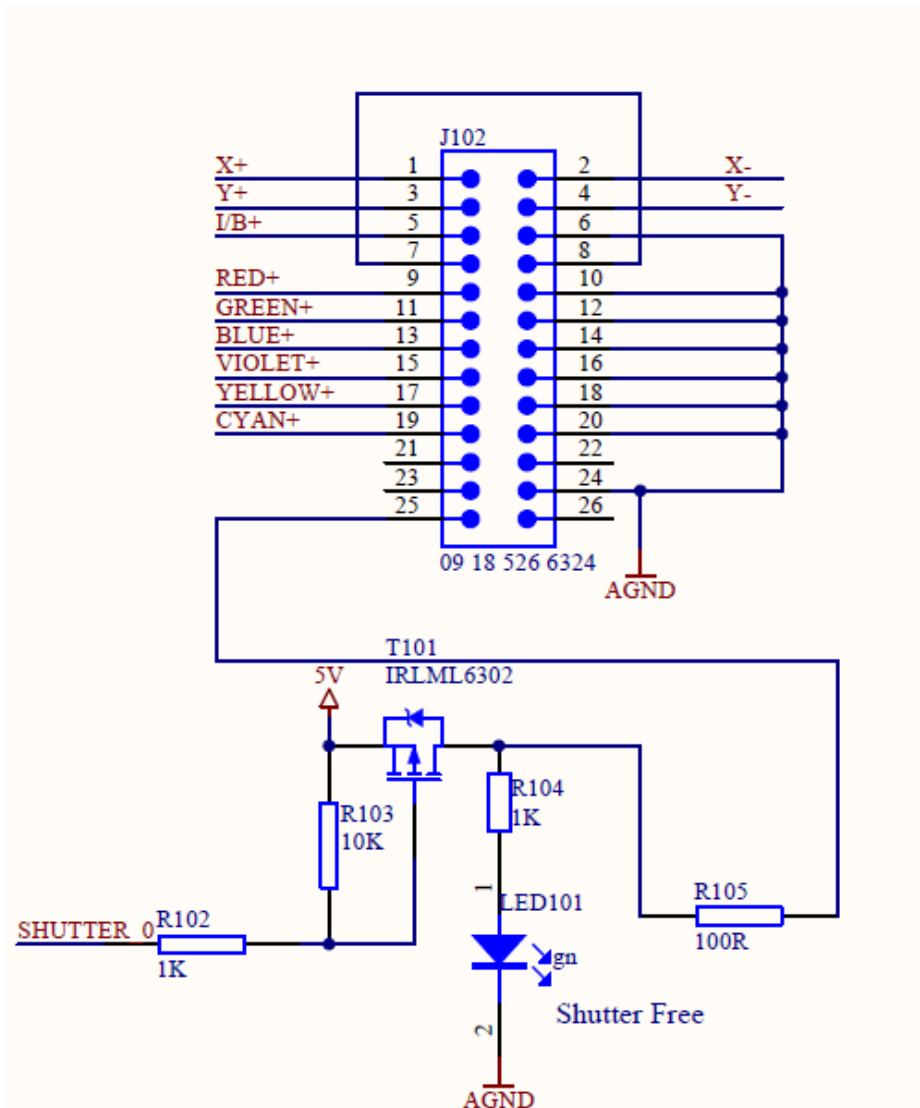 J102
X+ 1 2 X-
Y+ 3 4 Y-
I/B+ 5 6
7 8
RED+ 9 10
GREEN+ 11 12
BLUE+ 13 14
VIOLET+ 15 16
YELLOW+ 17 18
CYAN+ 19 20
21 22
23 24
25 26
09 18 526 6324
AGND
T101
5V IRLML6302
R104
1K
R103
10K
1
LED101
R105
SHUTTER_0 R102
100R
1K
gn
Shutter Free
2
AGND